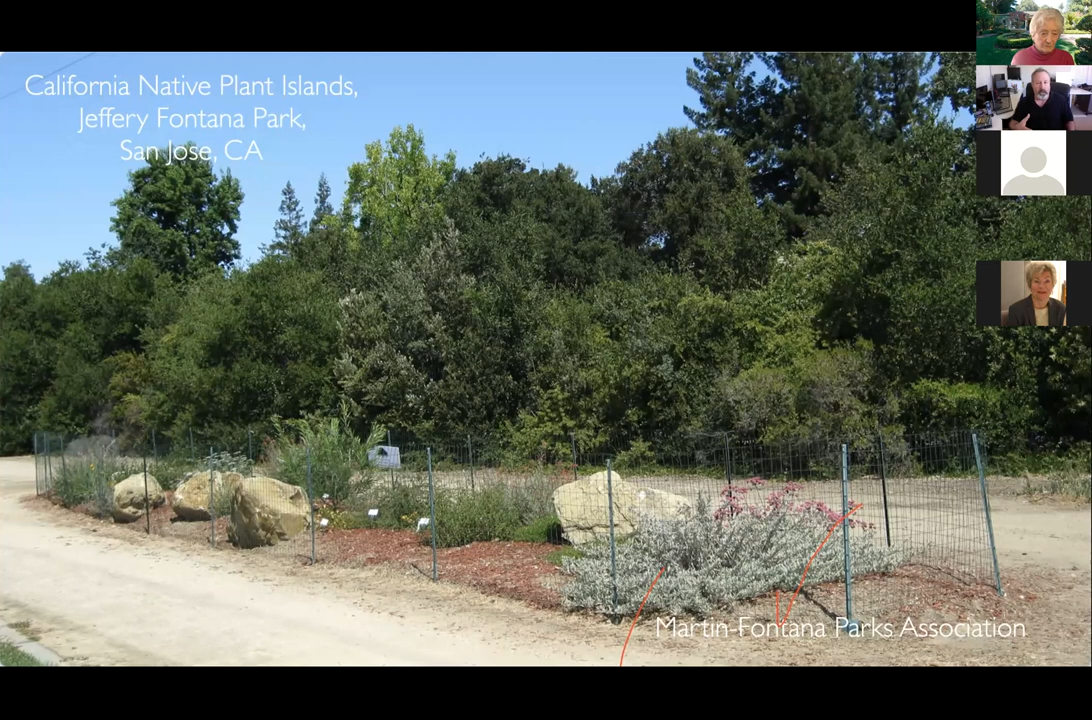 California Native Plant Islands,
Jeffery Fontana Park,
San Jose, CA
Martin-Fontana Parks Association